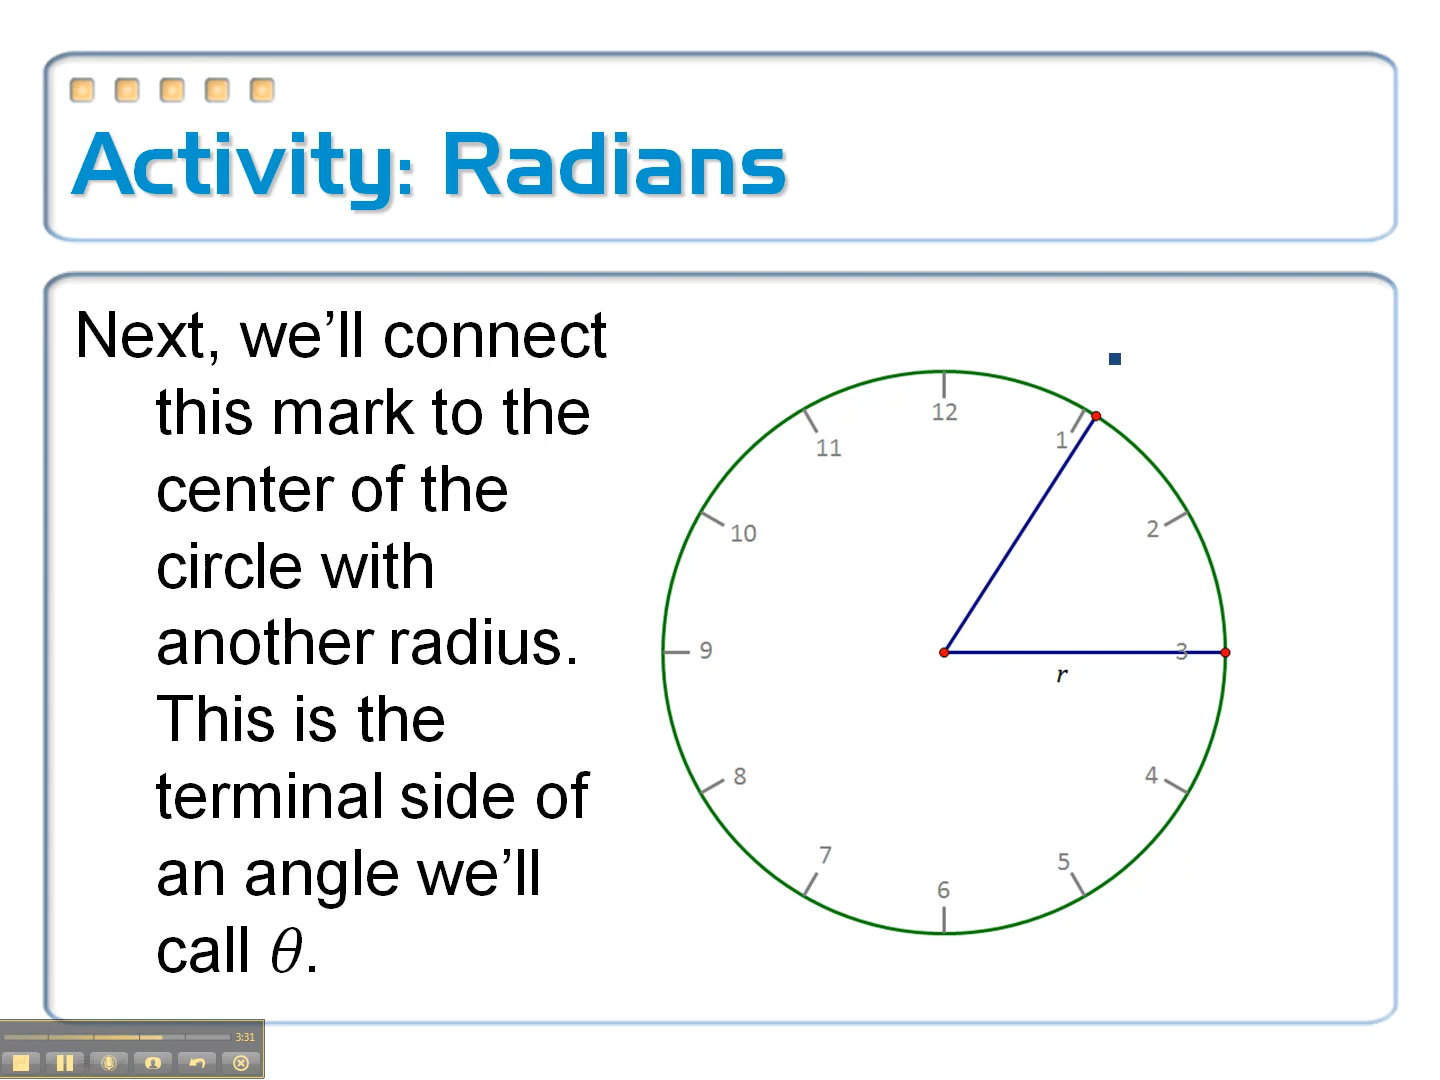 Activity: Radians
Next, we’ll connect
this mark to the
center of the
circle with
another radius.
This is the
terminal side of
an angle we’ll
call θ.
12
11
1
10
2
9
3
r
8
4
7
5
6
3:31